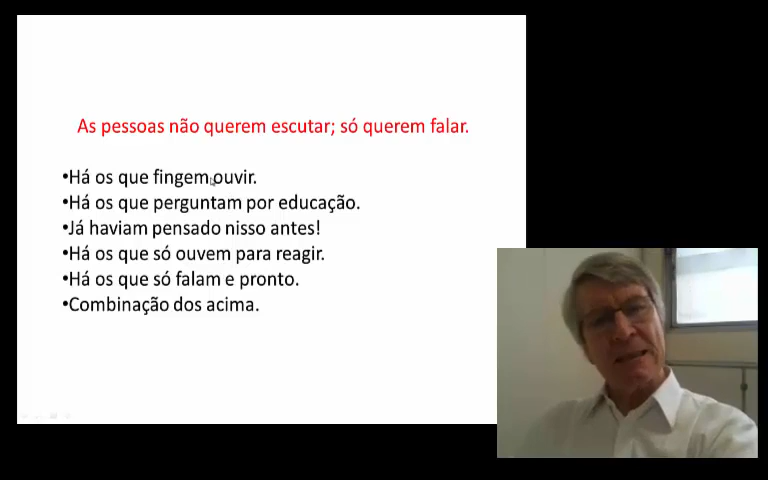 As pessoas não querem escutar; só querem falar.
•Há os que fingem ouvir.
•Há os que perguntam por educação.
•Já haviam pensado nisso antes!
•Há os que só ouvem para reagir.
•Há os que só falam e pronto.
•Combinação dos acima.